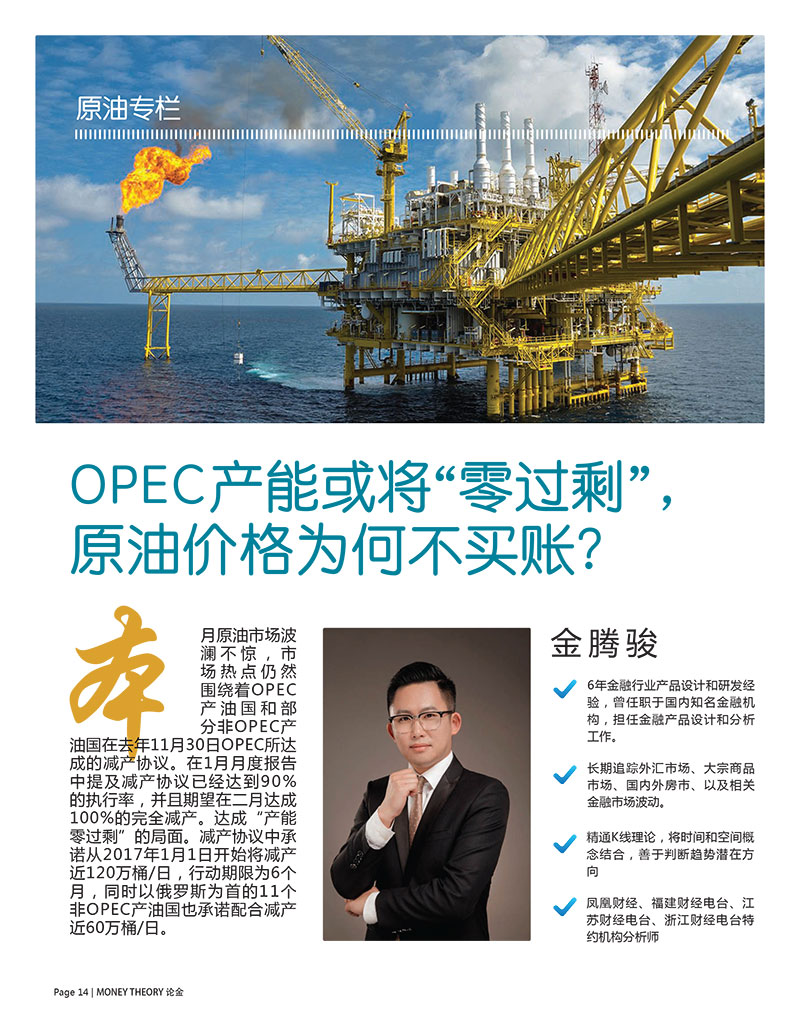 原油专栏
OPEC产能或将“零过剩”，
原油价格为何不买账？
本
月原油市场波
澜不惊，市
场热点仍然
围绕着OPEC
产油国和部
分非OPEC产
油国在去年11月30日OPEC所达
成的减产协议。在1月月度报告
中提及减产协议已经达到90%
的执行率，并且期望在二月达成
100%的完全减产。达成“产能
零过剩”的局面。减产协议中承
诺从2017年1月1日开始将减产
近120万桶/日，行动期限为6个
月，同时以俄罗斯为首的11个
非OPEC产油国也承诺配合减产
近60万桶/日。
金腾骏
6年金融行业产品设计和研发经
验，曾任职于国内知名金融机
构，担任金融产品设计和分析
工作。
长期追踪外汇市场、大宗商品
市场、国内外房市、以及相关
金融市场波动。
精通K线理论，将时间和空间概
念结合，善于判断趋势潜在方
向
凤凰财经、福建财经电台、江
苏财经电台、浙江财经电台特
约机构分析师
Page 14 | MONEY THEORY 论金